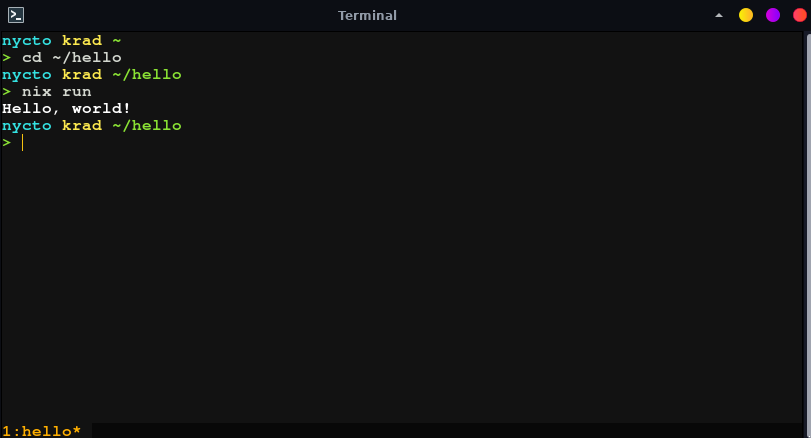 Terminal
nycto krad ~
> cd ~/hello
nycto krad ~/hello
> nix run
Hello, world!
nycto krad ~/hello
>
1:hello*